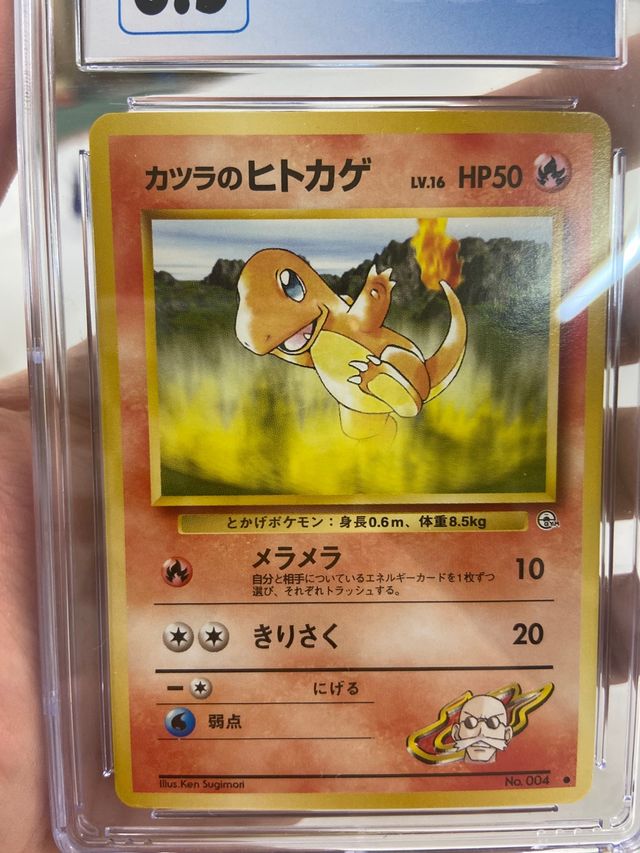 カツラのヒトカゲ LV.16 HP50
とかげポケモン：身長0.6m、体重8.5kg
GYM
メラメラ 10
自分と相手についているエネルギーカードを1枚ずつ
選び、それぞれトラッシュする。
きりさく 20
ー にげる
弱点
Illus.Ken Sugimori No. 004 ●